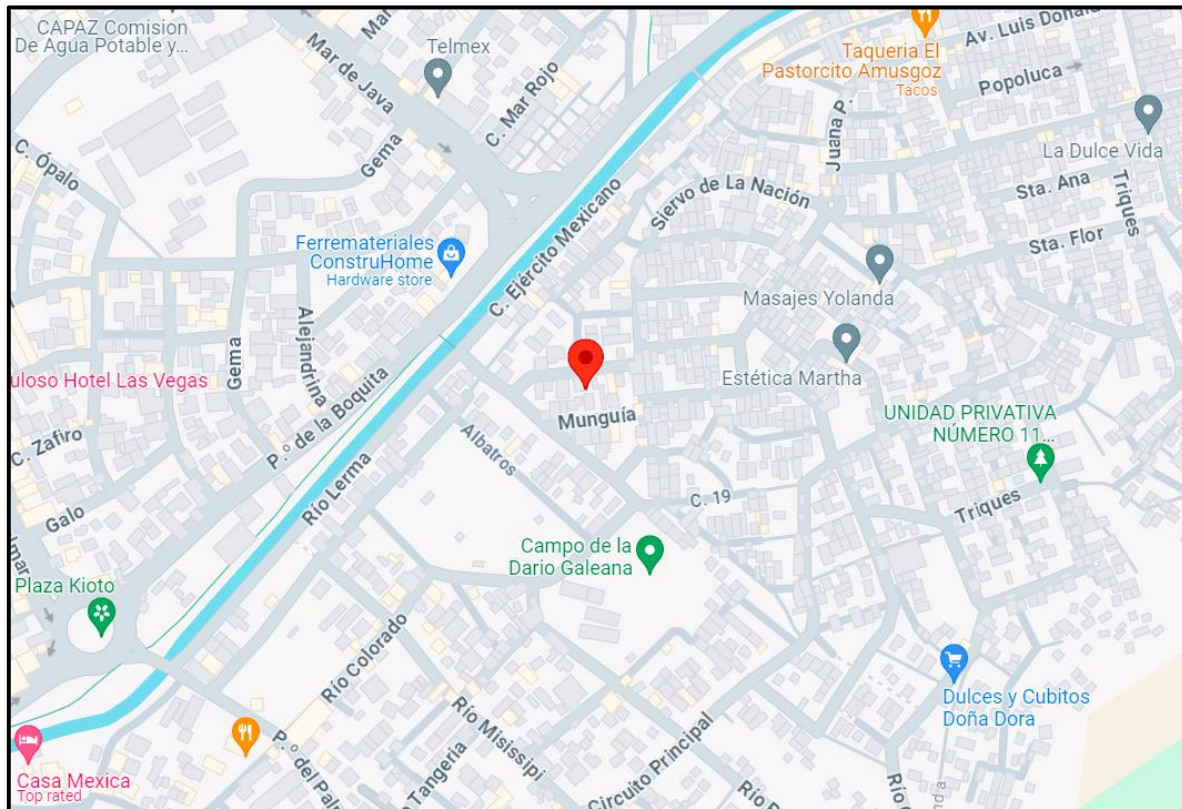 CAPAZ Comision
De Agua Potable y...
Telmex
Mar de Java
C. Mar Rojo
Taqueria El
Pastorcito Amusgoz
Tacos
Av. Luis Donald
Popoluca
Juana P.
La Dulce Vida
Sta. Ana
Triques
Sta. Flor
C. Ópalo
Gema
C. Ejército Mexicano
Siervo de La Nación
Ferremateriales
ConstruHome
Hardware store
Masajes Yolanda
Alejandrina
Gema
uloso Hotel Las Vegas
Estética Martha
P.º de la Boquita
Munguía
UNIDAD PRIVATIVA
NÚMERO 11...
C. Zafiro
Albatros
Río Lerma
C. 19
Triques
Galo
Campo de la
Dario Galeana
Plaza Kioto
Río Colorado
Dulces y Cubitos
Doña Dora
Río Misissipi
Circuito Principal
P.º del Pal
Tangeria
Casa Mexica
Top rated